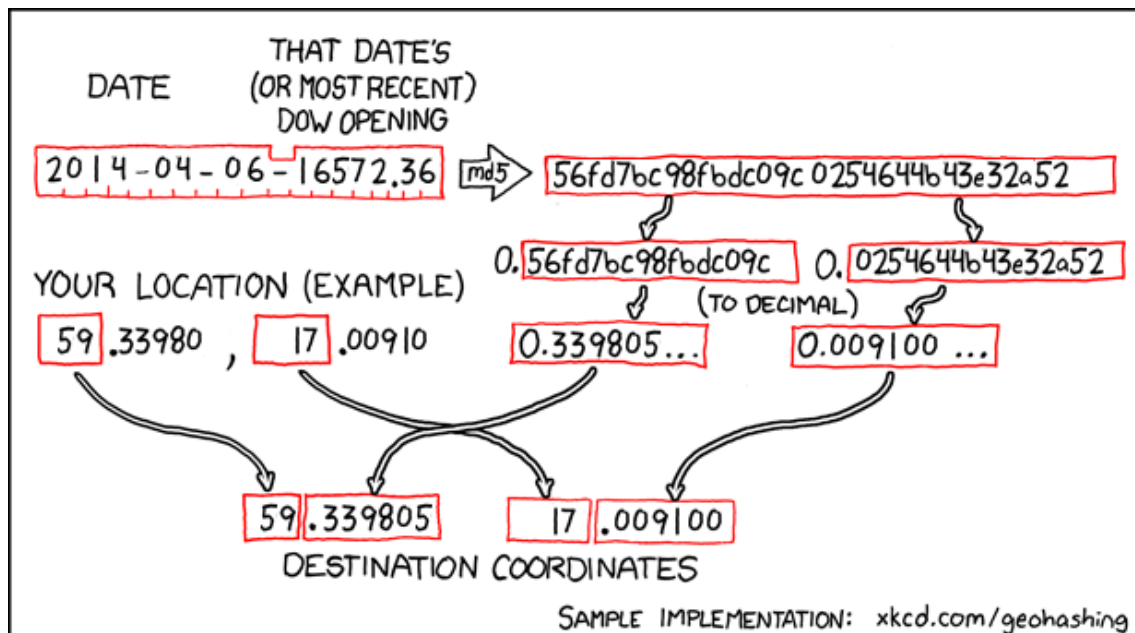 DATE
THAT DATE'S
(OR MOST RECENT)
DOW OPENING
2014-04-06-16572.36
md5
56fd7bc98fbdc09c0254644b43e32a52
0.56fd7bc98fbdc09c
0.0254644b43e32a52
YOUR LOCATION (EXAMPLE)
(TO DECIMAL)
59.33980, 17.00910
0.339805...
0.009100 ...
59.339805
17.009100
DESTINATION COORDINATES
SAMPLE IMPLEMENTATION: xkcd.com/geohashing